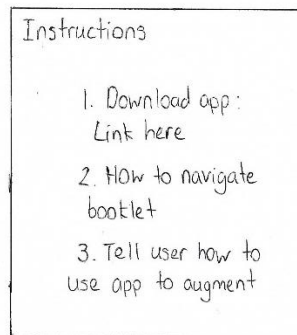 Instructions
1. Download app:
Link here
2. How to navigate
booklet
3. Tell user how to
use app to augment